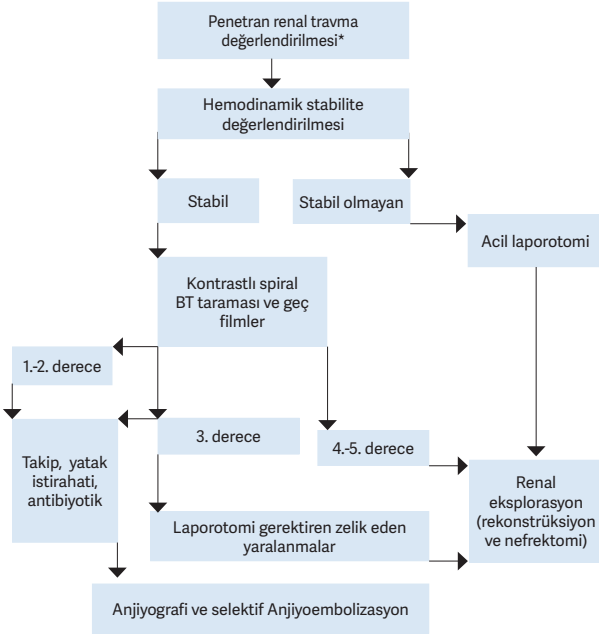 Penetran renal travma
değerlendirilmesi*
Hemodinamik stabilite
değerlendirilmesi
Stabil
Stabil olmayan
Acil laporotomi
Kontrastlı spiral
BT taraması ve geç
filmler
1.-2. derece
3. derece
4.-5. derece
Takip, yatak
istirahati,
antibiyotik
Renal
eksplorasyon
(rekonstrüksiyon
ve nefrektomi)
Laporotomi gerektiren zelik eden
yaralanmalar
Anjiyografi ve selektif Anjiyoembolizasyon